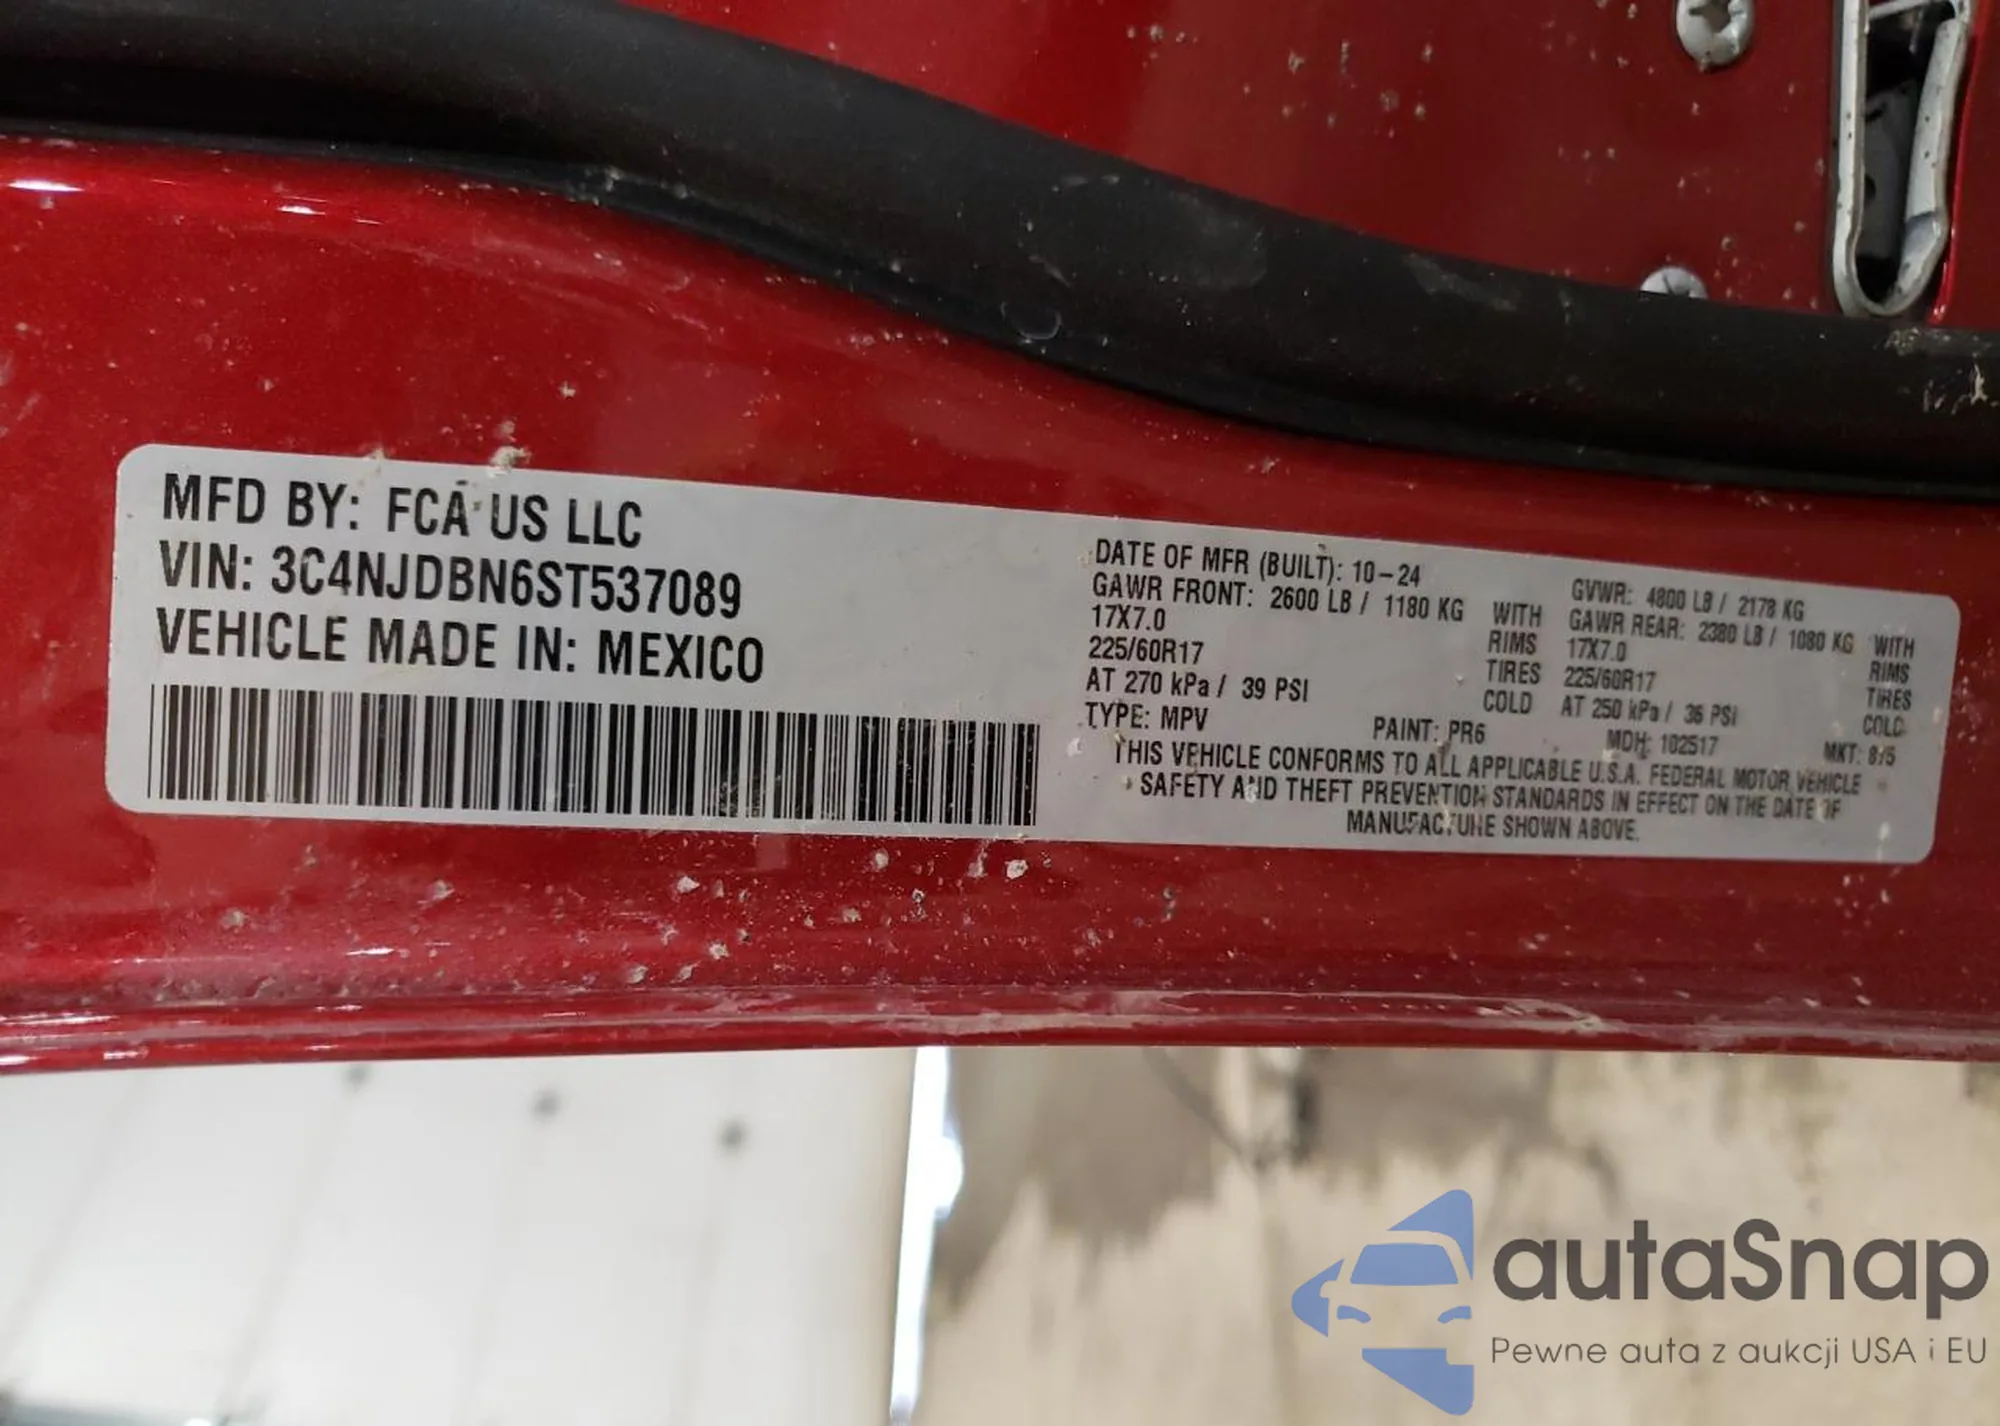 MFD BY: FCA US LLC
VIN: 3C4NJDBN6ST537089
VEHICLE MADE IN: MEXICO
DATE OF MFR (BUILT): 10-24 GVWR: 4800 LB / 2178 KG
GAWR FRONT: 2600 LB / 1180 KG WITH GAWR REAR: 2380 LB / 1080 KG WITH
17X7.0 RIMS 17X7.0 RIMS
225/60R17 TIRES 225/60R17 TIRES
AT 270 kPa / 39 PSI COLD AT 250 kPa / 36 PSI COLD
TYPE: MPV PAINT: PR6 MDH: 102517 MKT:
THIS VEHICLE CONFORMS TO ALL APPLICABLE U.S.A. FEDERAL MOTOR VEHICLE
SAFETY AND THEFT PREVENTION STANDARDS IN EFFECT ON THE DATE OF
MANUFACTURE SHOWN ABOVE.
autaSnap
Pewne auta z aukcji USA i EU